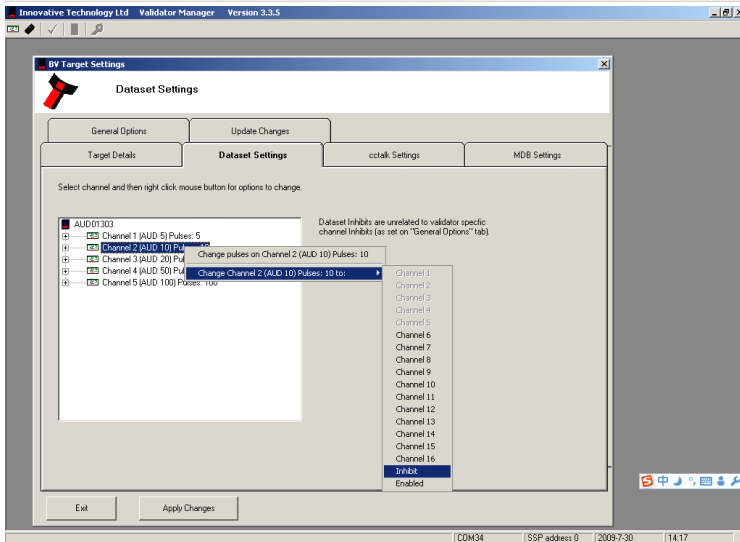 Innovative Technology Ltd Validator Manager Version 3.3.5
BV Target Settings
Dataset Settings
General Options
Update Changes
Target Details
Dataset Settings
cctalk Settings
MDB Settings
Select channel and then right click mouse button for options to change.
Dataset Inhibits are unrelated to validator specfic
channel Inhibits (as set on "General Options" tab).
AUD01303
Channel 1 (AUD 5) Pulses: 5
Channel 2 (AUD 10)
Channel 3 (AUD 20)
Channel 4 (AUD 50)
Channel 5 (AUD 100) Pulses: 100
Change pulses on Channel 2 (AUD 10) Pulses: 10
Change Channel 2 (AUD 10) Pulses: 10 to:
Channel 1
Channel 2
Channel 3
Channel 4
Channel 5
Channel 6
Channel 7
Channel 8
Channel 9
Channel 10
Channel 11
Channel 12
Channel 13
Channel 14
Channel 15
Channel 16
Inhibit
Enabled
Exit
Apply Changes
中
COM34
SSP address 0
2009-7-30
14:17